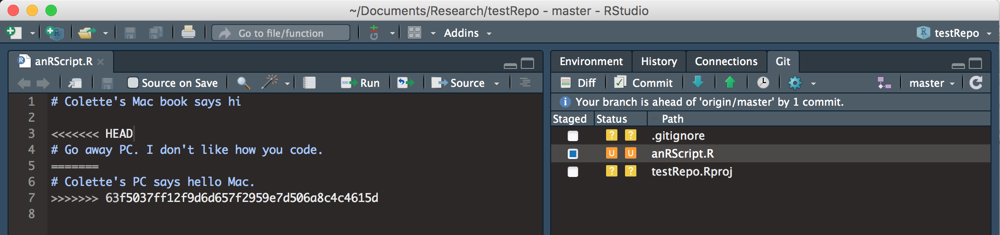 ~/Documents/Research/testRepo - master - RStudio
Go to file/function
Addins
testRepo
anRScript.R
Source on Save
Run
Source
1 # Colette's Mac book says hi
2
3 <<<<<<< HEAD
4 # Go away PC. I don't like how you code.
5 =======
6 # Colette's PC says hello Mac.
7 >>>>>>> 63f5037ff12f9d6d657f2959e7d506a8c4c4615d
8
Environment History Connections Git
Diff Commit master
Your branch is ahead of 'origin/master' by 1 commit.
Staged Status Path
? ? .gitignore
U U anRScript.R
? ? testRepo.Rproj